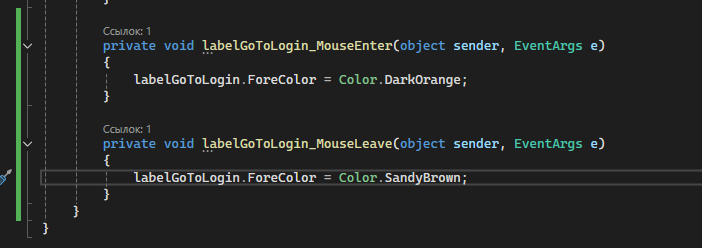 }
Ссылок: 1
private void labelGoToLogin_MouseEnter(object sender, EventArgs e)
{
labelGoToLogin.ForeColor = Color.DarkOrange;
}
Ссылок: 1
private void labelGoToLogin_MouseLeave(object sender, EventArgs e)
{
labelGoToLogin.ForeColor = Color.SandyBrown;
}
}
}